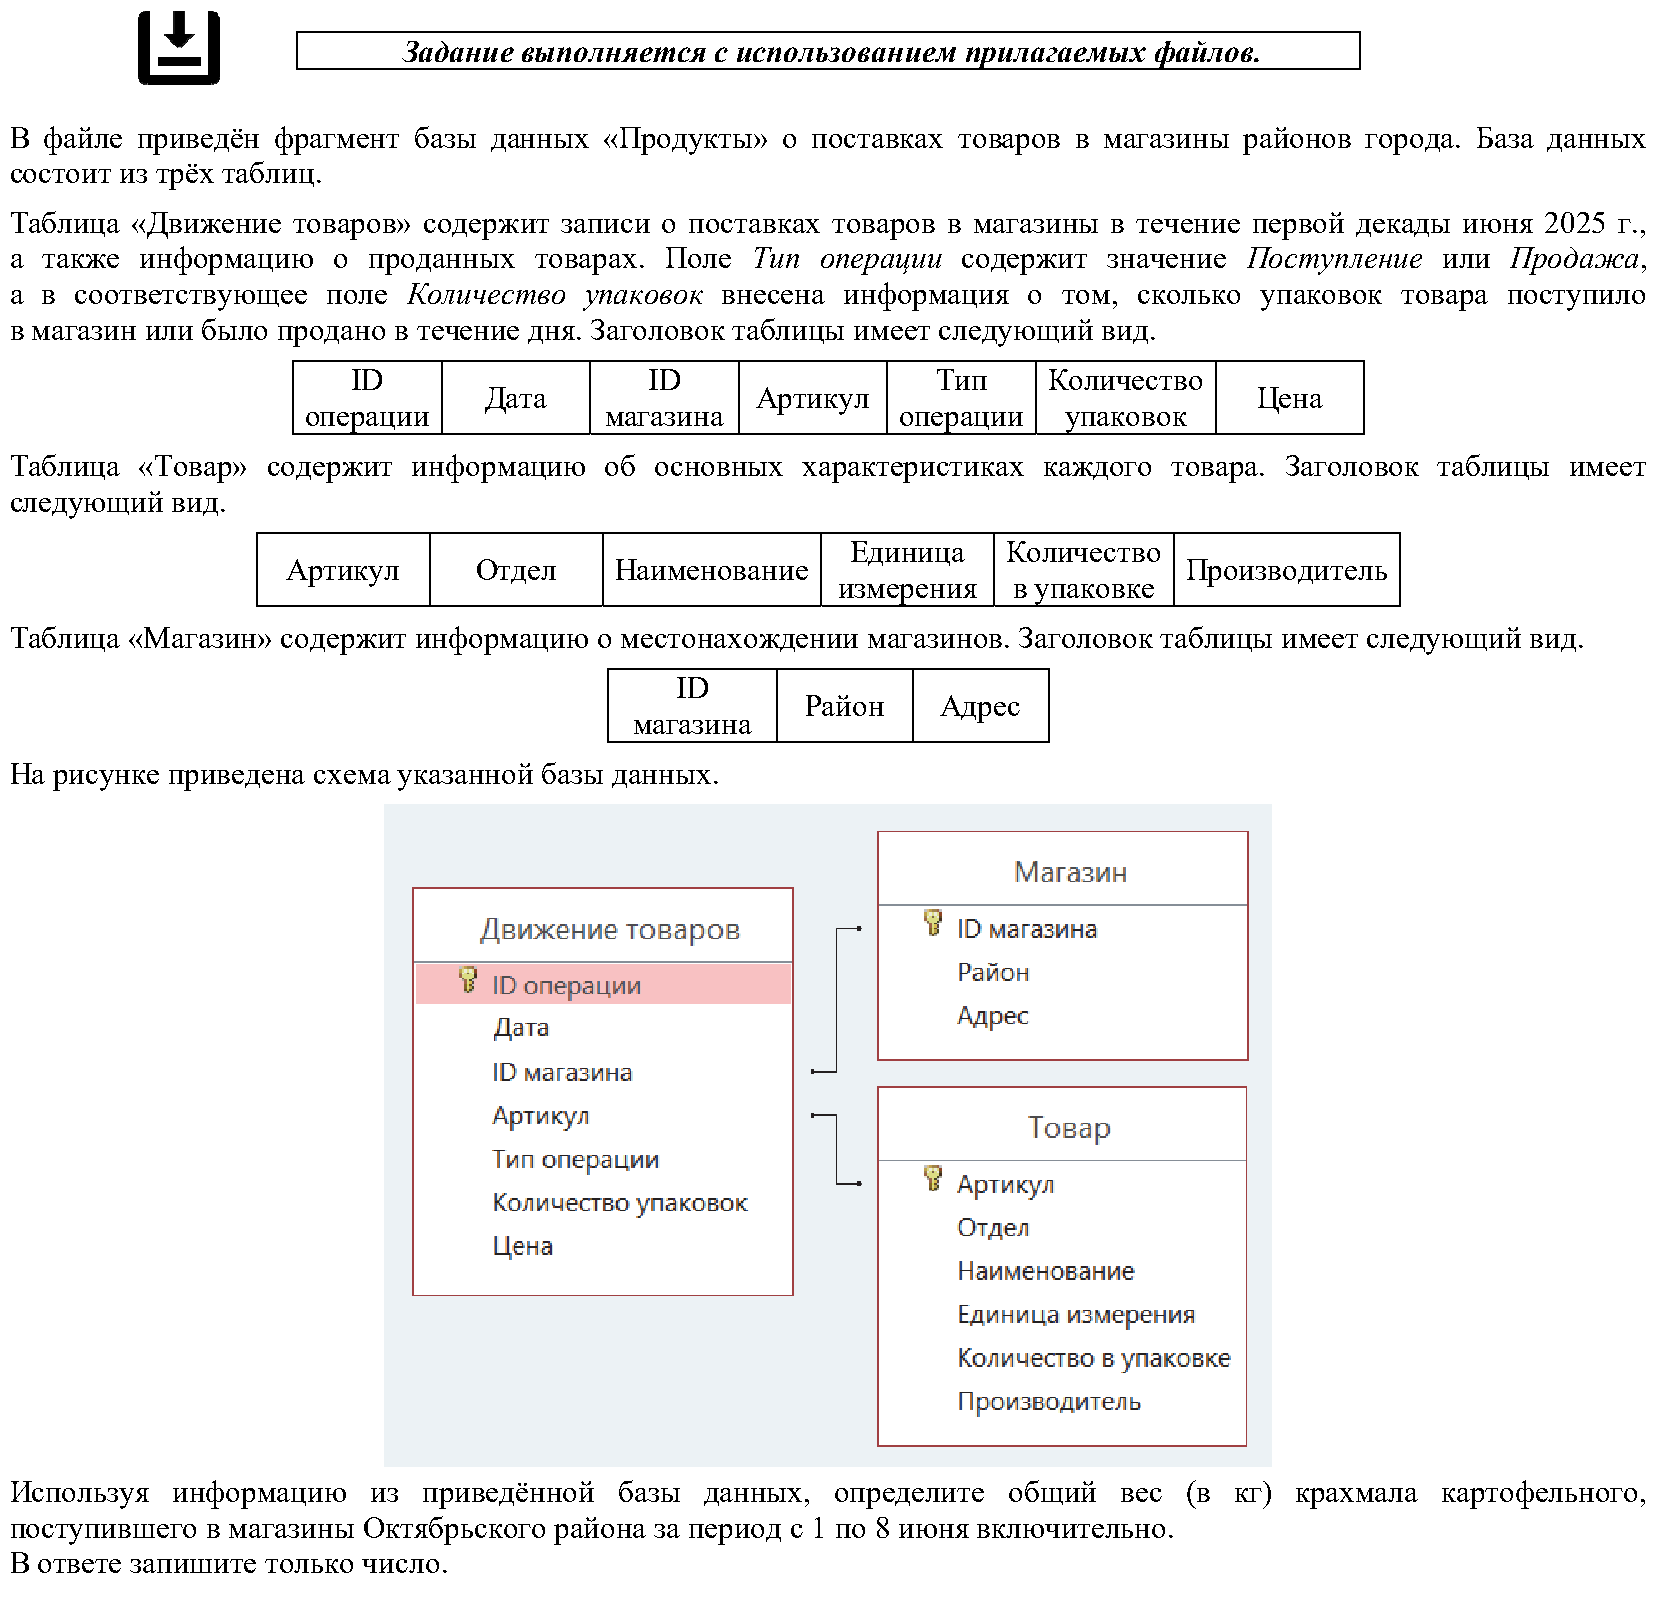 Задание выполняется с использованием прилагаемых файлов.
В файле приведён фрагмент базы данных «Продукты» о поставках товаров в магазины районов города. База данных
состоит из трёх таблиц.
Таблица «Движение товаров» содержит записи о поставках товаров в магазины в течение первой декады июня 2025 г.,
а также информацию о проданных товарах. Поле Тип операции содержит значение Поступление или Продажа,
а в соответствующее поле Количество упаковок внесена информация о том, сколько упаковок товара поступило
в магазин или было продано в течение дня. Заголовок таблицы имеет следующий вид.
ID операции
Дата
ID магазина
Артикул
Тип операции
Количество упаковок
Цена
Таблица «Товар» содержит информацию об основных характеристиках каждого товара. Заголовок таблицы имеет
следующий вид.
Артикул
Отдел
Наименование
Единица измерения
Количество в упаковке
Производитель
Таблица «Магазин» содержит информацию о местонахождении магазинов. Заголовок таблицы имеет следующий вид.
ID магазина
Район
Адрес
На рисунке приведена схема указанной базы данных.
Движение товаров
ID операции
Дата
ID магазина
Артикул
Тип операции
Количество упаковок
Цена
Магазин
ID магазина
Район
Адрес
Товар
Артикул
Отдел
Наименование
Единица измерения
Количество в упаковке
Производитель
Используя информацию из приведённой базы данных, определите общий вес (в кг) крахмала картофельного,
поступившего в магазины Октябрьского района за период с 1 по 8 июня включительно.
В ответе запишите только число.